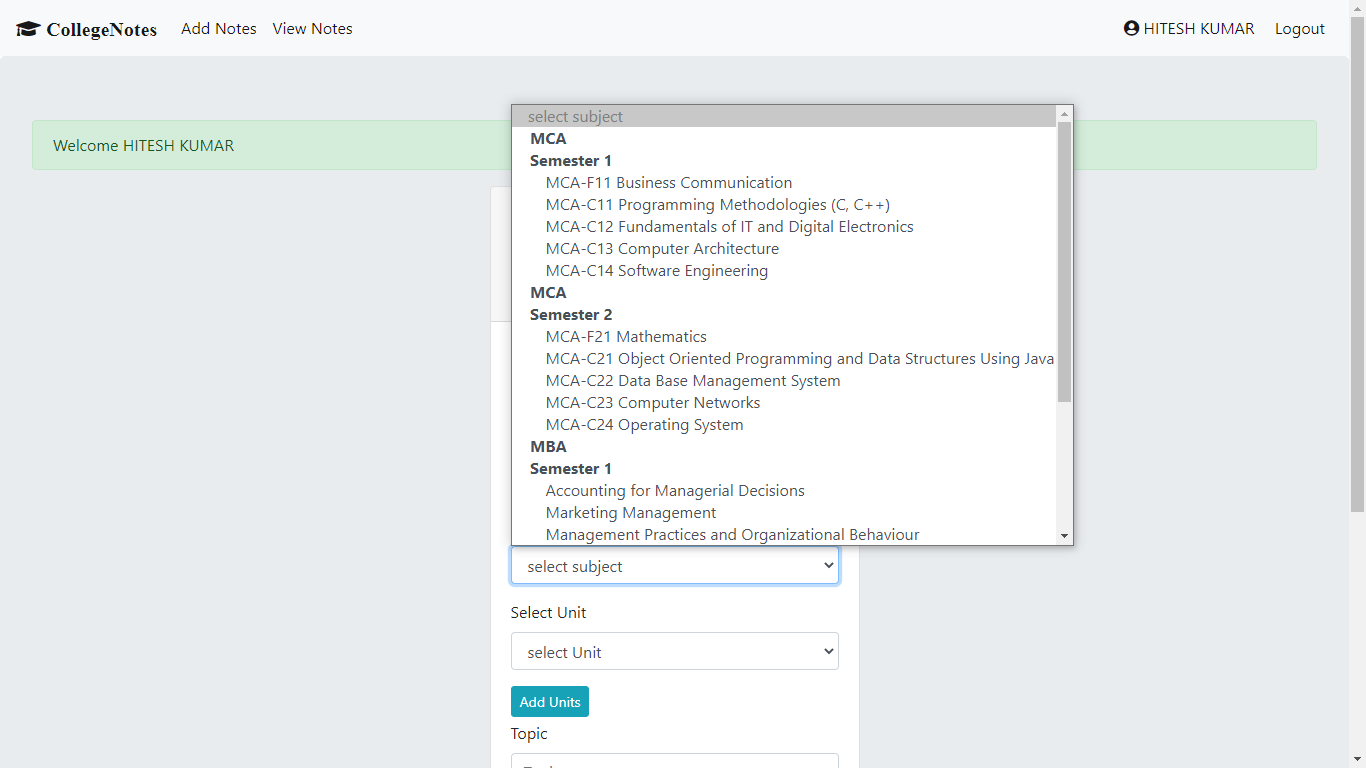 CollegeNotes Add Notes View Notes HITESH KUMAR Logout
Welcome HITESH KUMAR
select subject
MCA
Semester 1
MCA-F11 Business Communication
MCA-C11 Programming Methodologies (C, C++)
MCA-C12 Fundamentals of IT and Digital Electronics
MCA-C13 Computer Architecture
MCA-C14 Software Engineering
MCA
Semester 2
MCA-F21 Mathematics
MCA-C21 Object Oriented Programming and Data Structures Using Java
MCA-C22 Data Base Management System
MCA-C23 Computer Networks
MCA-C24 Operating System
MBA
Semester 1
Accounting for Managerial Decisions
Marketing Management
Management Practices and Organizational Behaviour
select subject
Select Unit
select Unit
Add Units
Topic